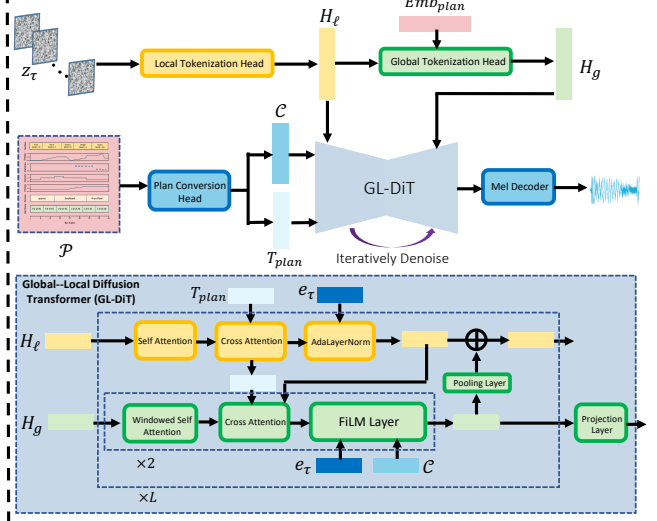 Emb_plan
H_ℓ
z_τ
Local Tokenization Head
Global Tokenization Head
H_g
𝒞
Plan Conversion
Head
GL-DiT
Mel Decoder
𝒫
T_plan
Iteratively Denoise
Global--Local Diffusion
Transformer (GL-DiT)
T_plan
e_τ
H_ℓ
Self Attention
Cross Attention
AdaLayerNorm
Pooling Layer
H_g
Windowed Self
Attention
Cross Attention
FiLM Layer
Projection
Layer
×2
e_τ
𝒞
×L